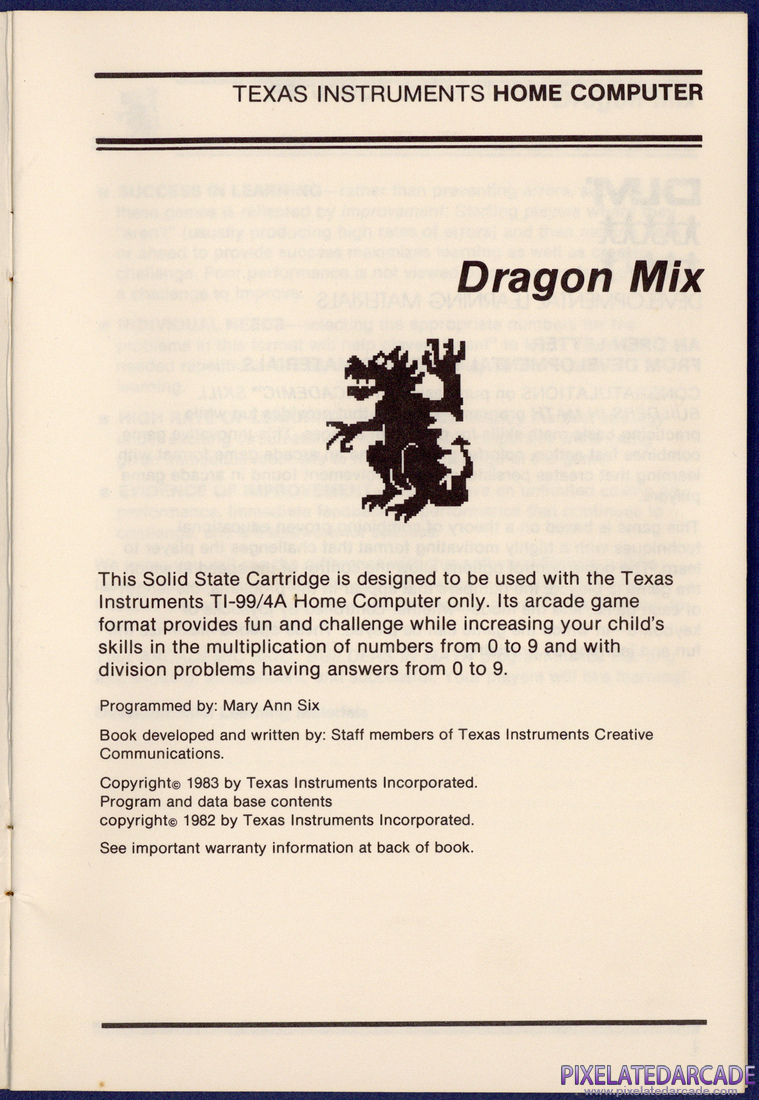 TEXAS INSTRUMENTS HOME COMPUTER
Dragon Mix
This Solid State Cartridge is designed to be used with the Texas
Instruments TI-99/4A Home Computer only. Its arcade game
format provides fun and challenge while increasing your child's
skills in the multiplication of numbers from 0 to 9 and with
division problems having answers from 0 to 9.
Programmed by: Mary Ann Six
Book developed and written by: Staff members of Texas Instruments Creative
Communications.
Copyright© 1983 by Texas Instruments Incorporated.
Program and data base contents
copyright© 1982 by Texas Instruments Incorporated.
See important warranty information at back of book.
PIXELATEDARCADE
www.pixelatedarcade.com